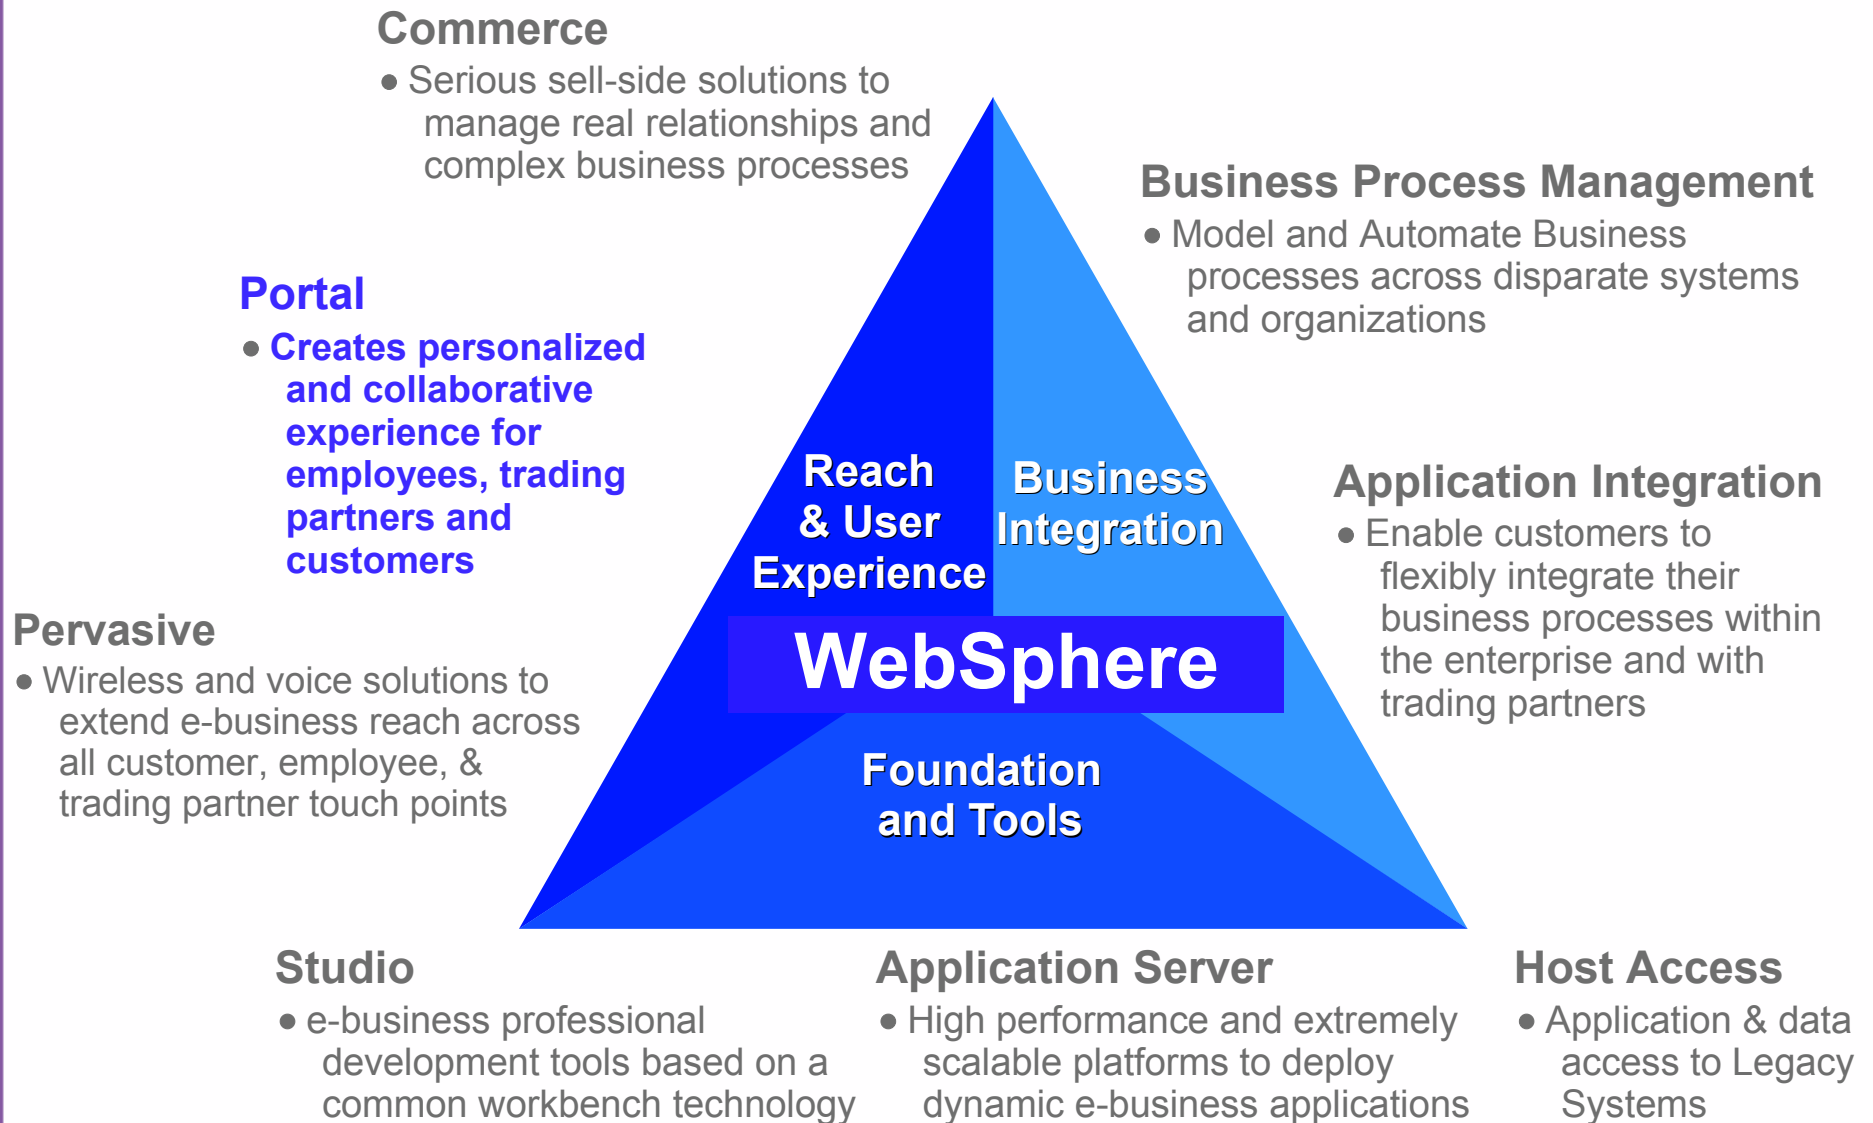 Commerce
● Serious sell-side solutions to
manage real relationships and
complex business processes
Business Process Management
● Model and Automate Business
processes across disparate systems
and organizations
Portal
● Creates personalized
and collaborative
experience for
employees, trading
partners and
customers
Reach
& User
Experience
Business
Integration
Application Integration
● Enable customers to
flexibly integrate their
business processes within
the enterprise and with
trading partners
Pervasive
● Wireless and voice solutions to
extend e-business reach across
all customer, employee, &
trading partner touch points
WebSphere
Foundation
and Tools
Studio
● e-business professional
development tools based on a
common workbench technology
Application Server
● High performance and extremely
scalable platforms to deploy
dynamic e-business applications
Host Access
● Application & data
access to Legacy
Systems